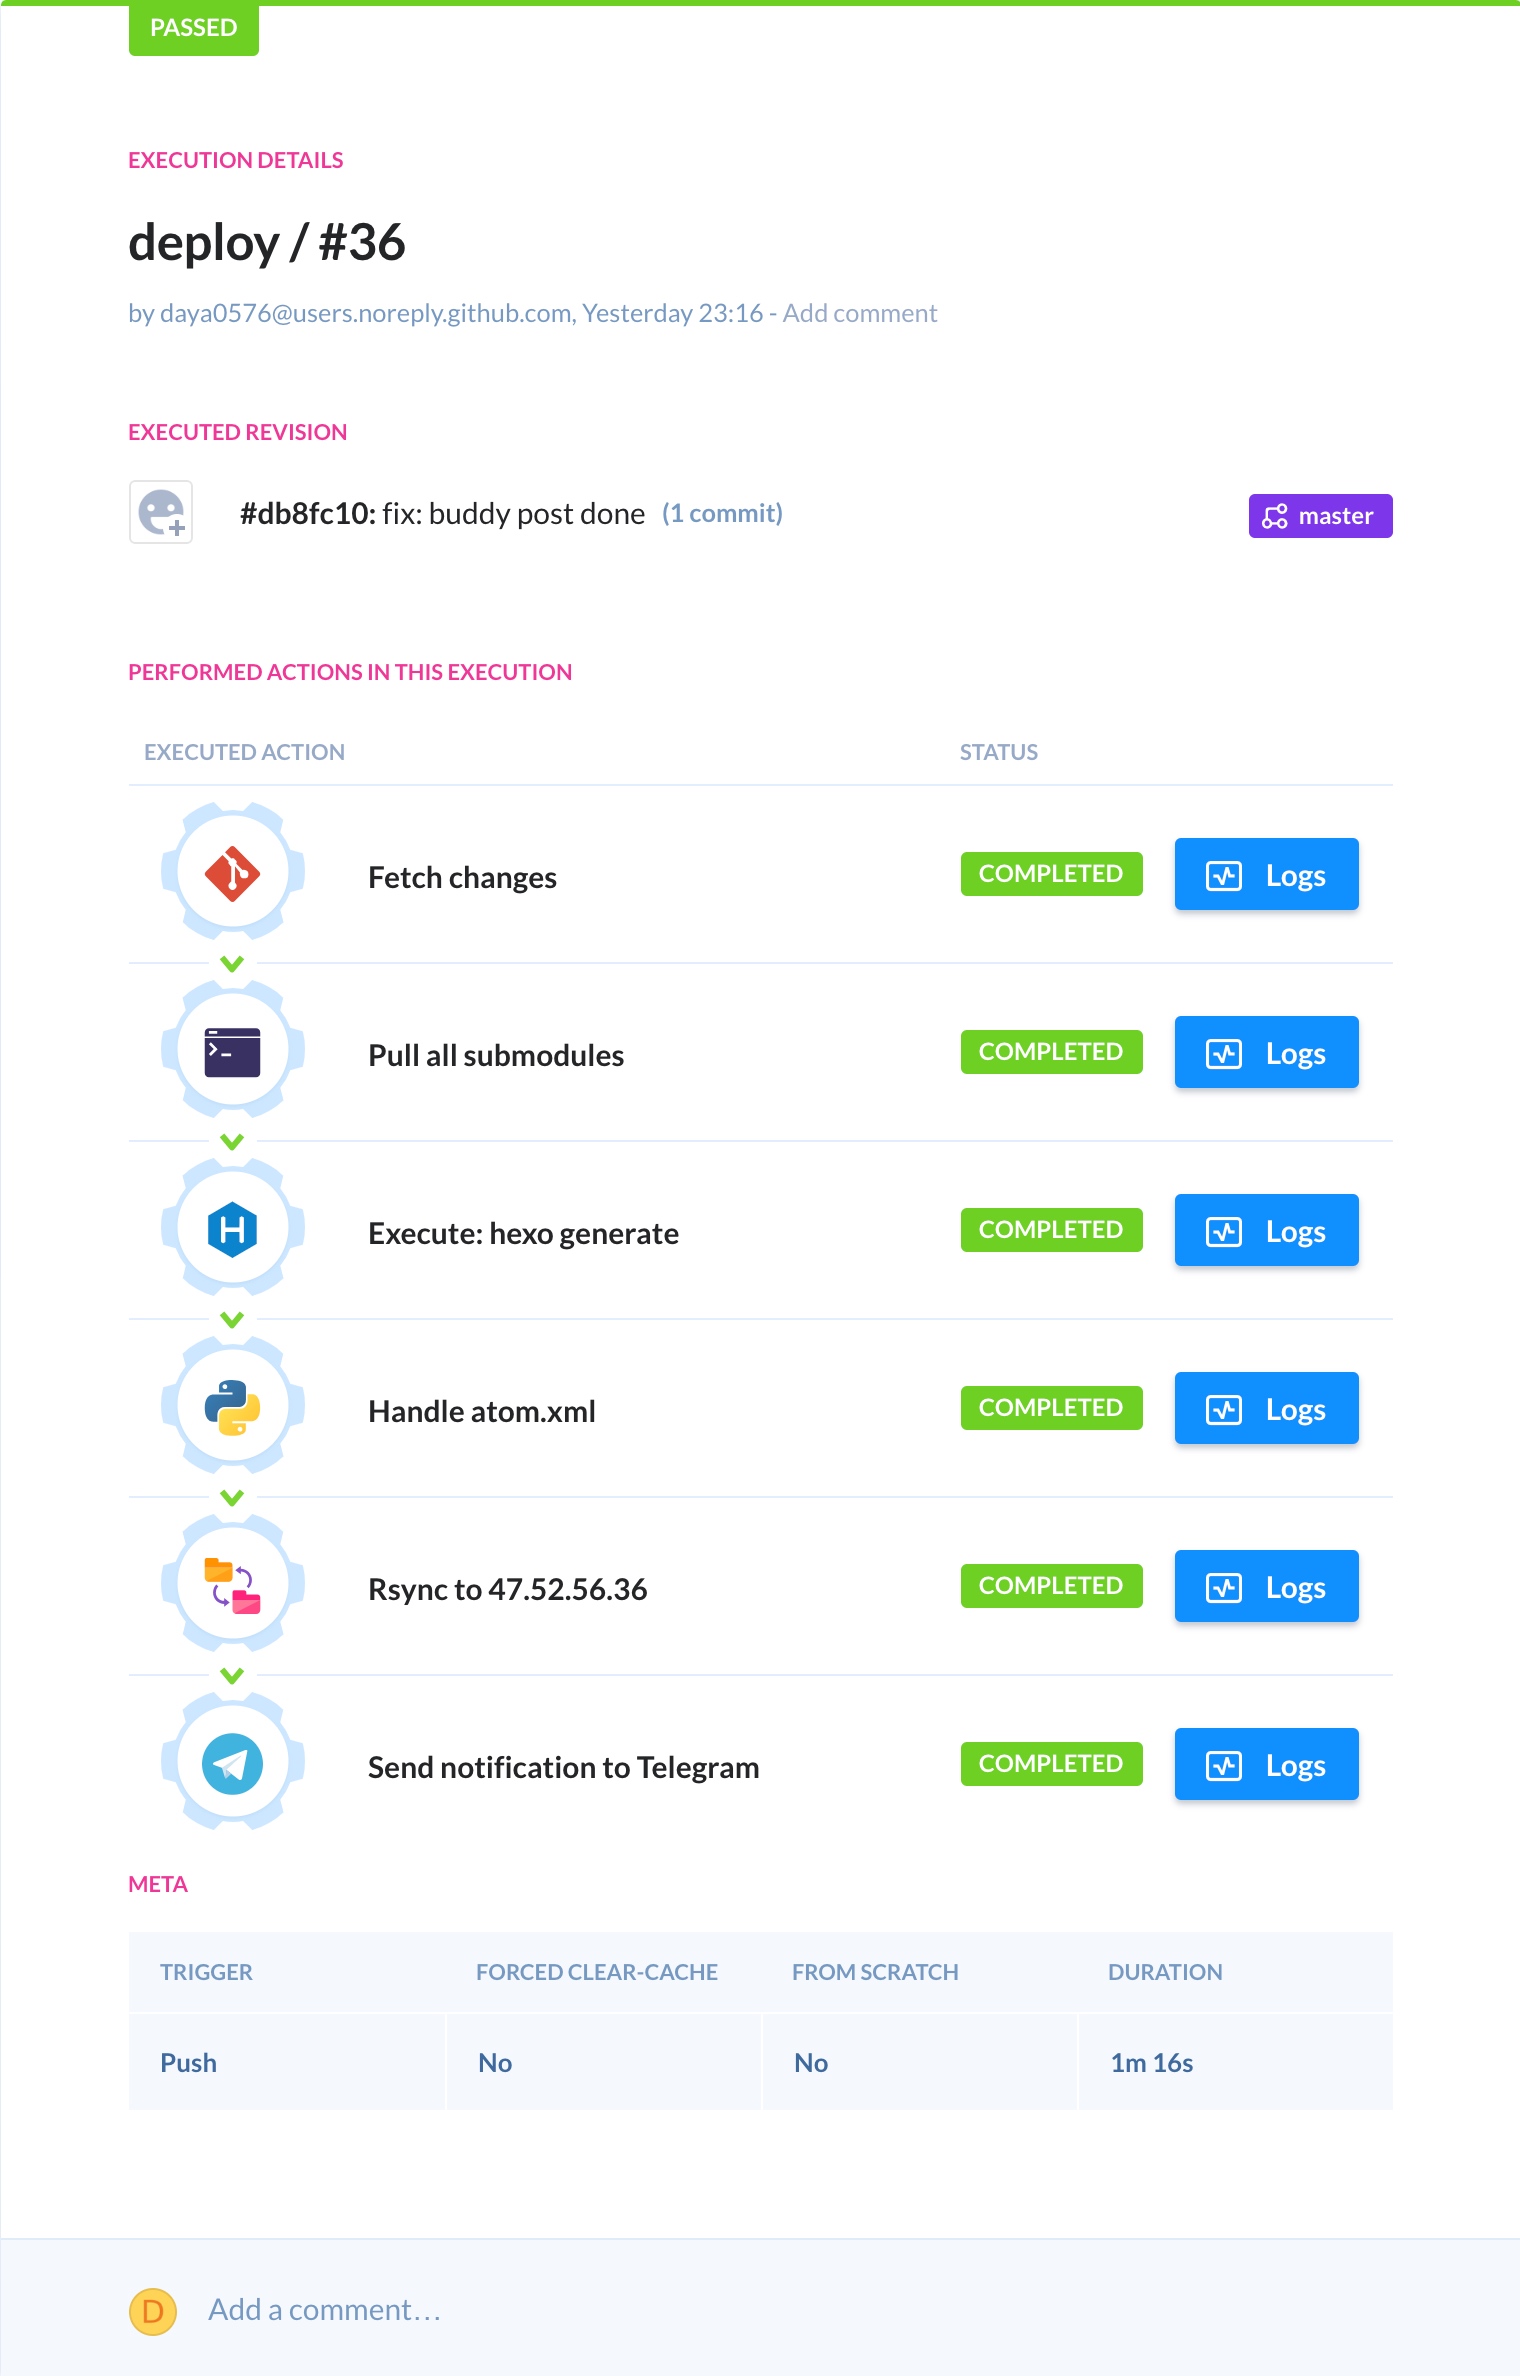 PASSED
EXECUTION DETAILS
deploy / #36
by daya0576@users.noreply.github.com, Yesterday 23:16 - Add comment
EXECUTED REVISION
#db8fc10: fix: buddy post done (1 commit) master
PERFORMED ACTIONS IN THIS EXECUTION
EXECUTED ACTION STATUS
Fetch changes COMPLETED Logs
Pull all submodules COMPLETED Logs
H Execute: hexo generate COMPLETED Logs
Handle atom.xml COMPLETED Logs
Rsync to 47.52.56.36 COMPLETED Logs
Send notification to Telegram COMPLETED Logs
META
TRIGGER FORCED CLEAR-CACHE FROM SCRATCH DURATION
Push No No 1m 16s
D Add a comment...